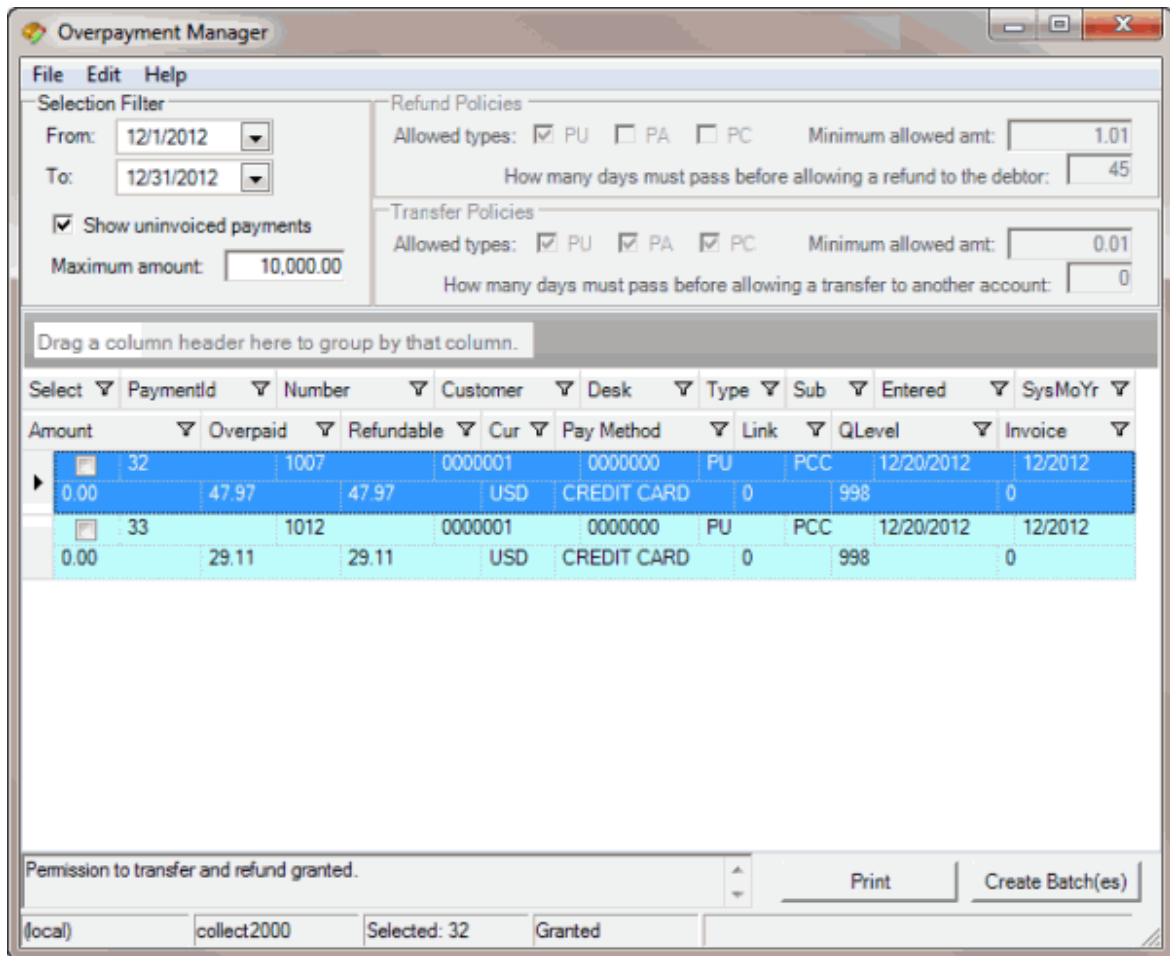 Overpayment Manager
File Edit Help
Selection Filter
From: 12/1/2012
To: 12/31/2012
Show uninvoiced payments
Maximum amount: 10,000.00
Refund Policies
Allowed types: PU PA PC Minimum allowed amt: 1.01
How many days must pass before allowing a refund to the debtor: 45
Transfer Policies
Allowed types: PU PA PC Minimum allowed amt: 0.01
How many days must pass before allowing a transfer to another account: 0
Drag a column header here to group by that column.
Select PaymentId Number Customer Desk Type Sub Entered SysMoYr
Amount Overpaid Refundable Cur Pay Method Link QLevel Invoice
32 1007 0000001 0000000 PU PCC 12/20/2012 12/2012
0.00 47.97 47.97 USD CREDIT CARD 0 998 0
33 1012 0000001 0000000 PU PCC 12/20/2012 12/2012
0.00 29.11 29.11 USD CREDIT CARD 0 998 0
Permission to transfer and refund granted.
Print Create Batch(es)
(local) collect2000 Selected: 32 Granted